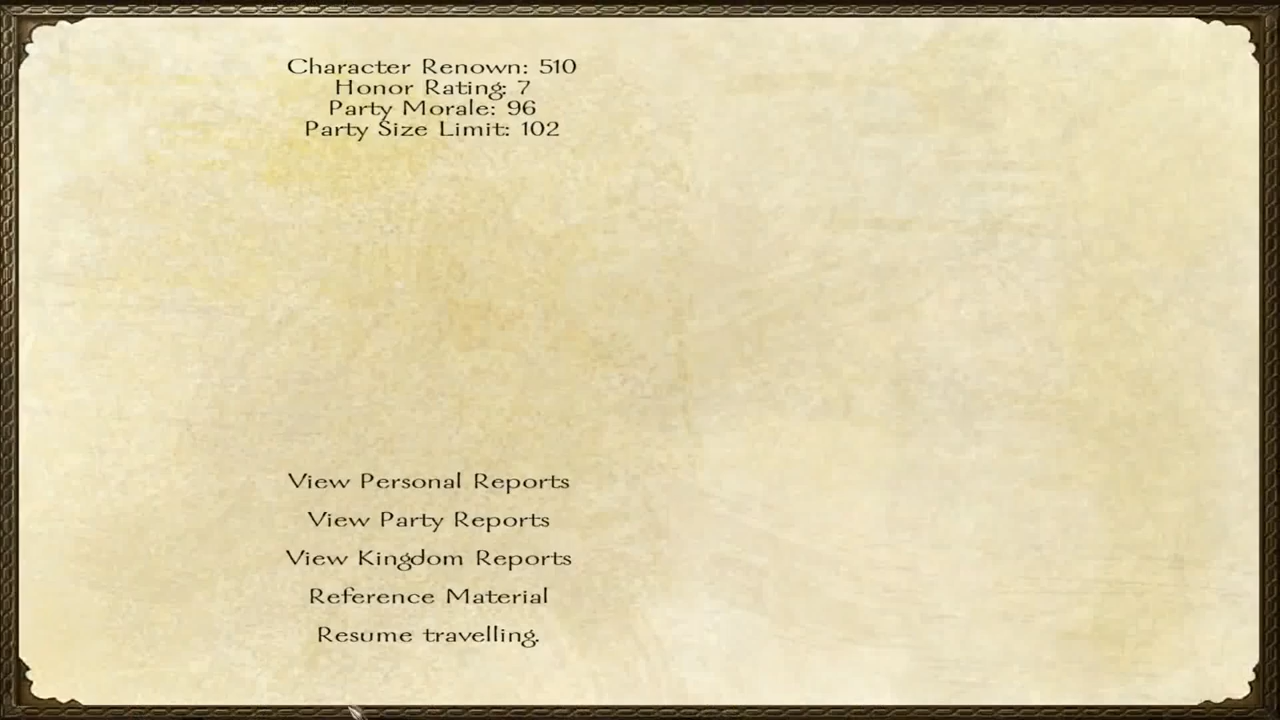 Character Renown: 510
Honor Rating: 7
Party Morale: 96
Party Size Limit: 102
View Personal Reports
View Party Reports
View Kingdom Reports
Reference Material
Resume travelling.